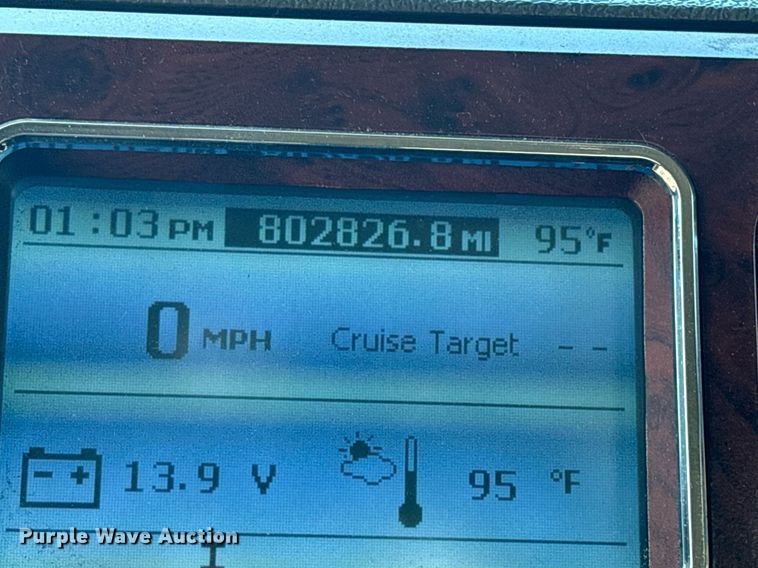 01:03 PM 802826.8 MI 95°F
0 MPH Cruise Target - -
- + 13.9 V 95 °F
Purple Wave Auction